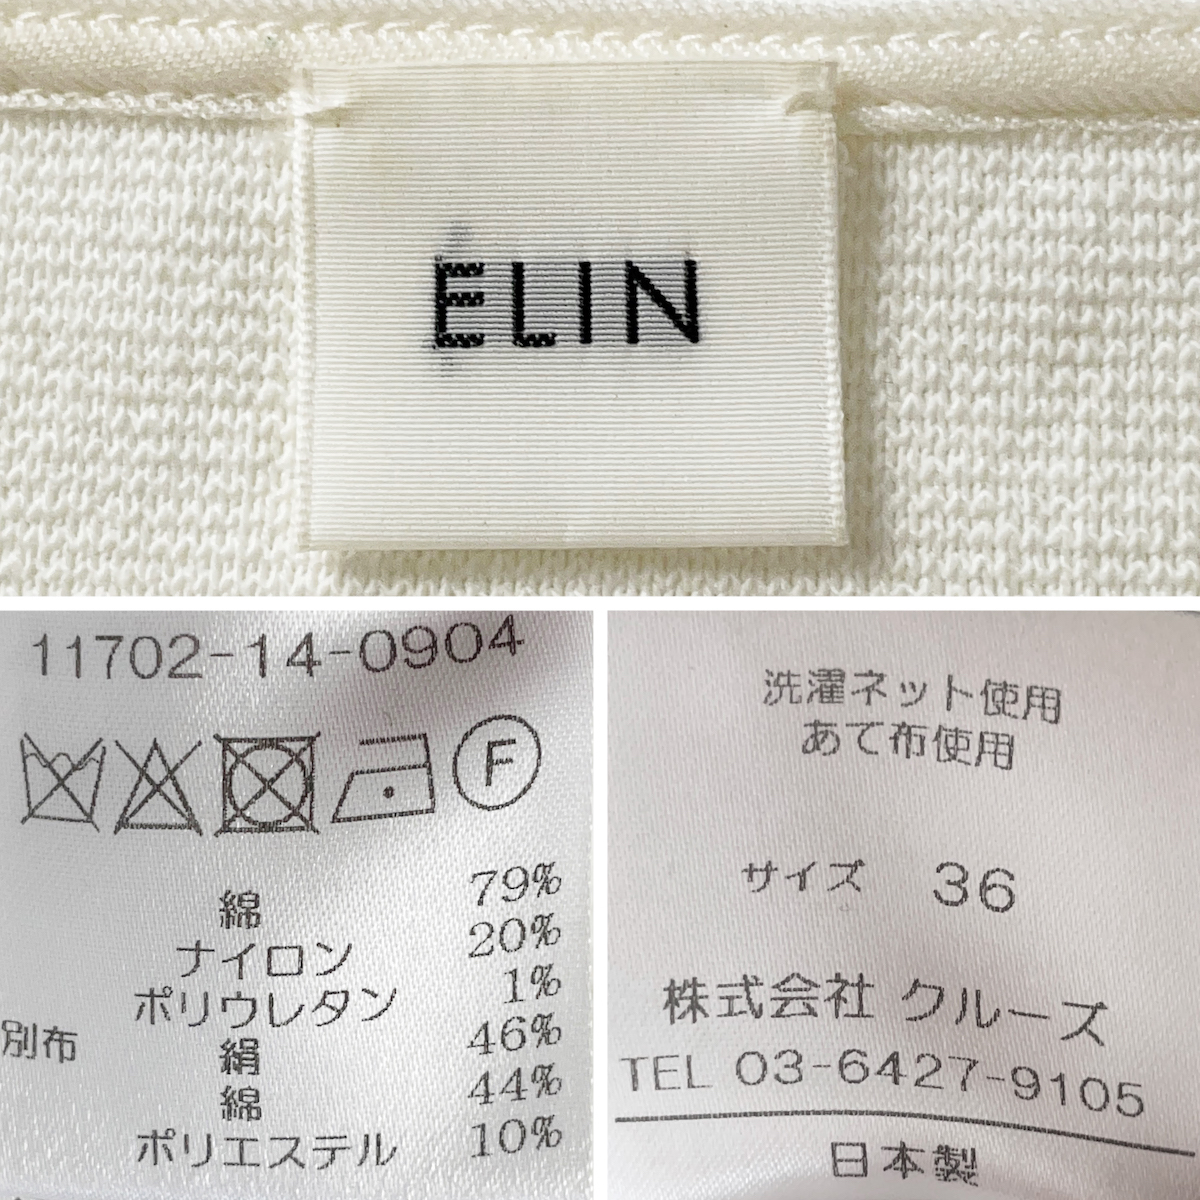 ELIN
11702-14-0904
F
綿 79%
ナイロン 20%
ポリウレタン 1%
別布 絹 46%
綿 44%
ポリエステル 10%
洗濯ネット使用
あて布使用
サイズ 36
株式会社 クルーズ
TEL 03-6427-9105
日本製